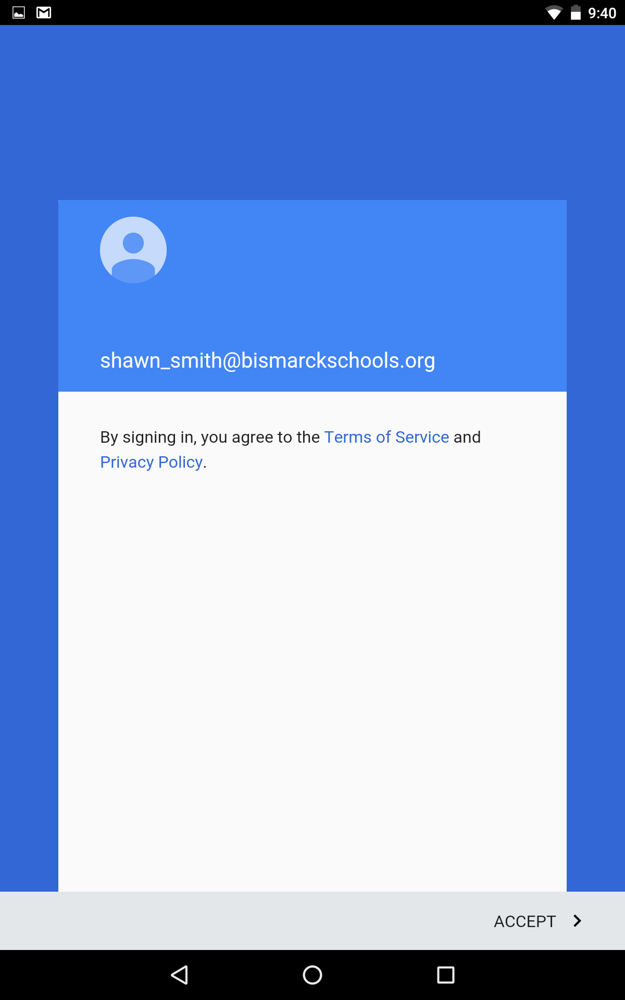 9:40
shawn_smith@bismarckschools.org
By signing in, you agree to the Terms of Service and
Privacy Policy.
ACCEPT